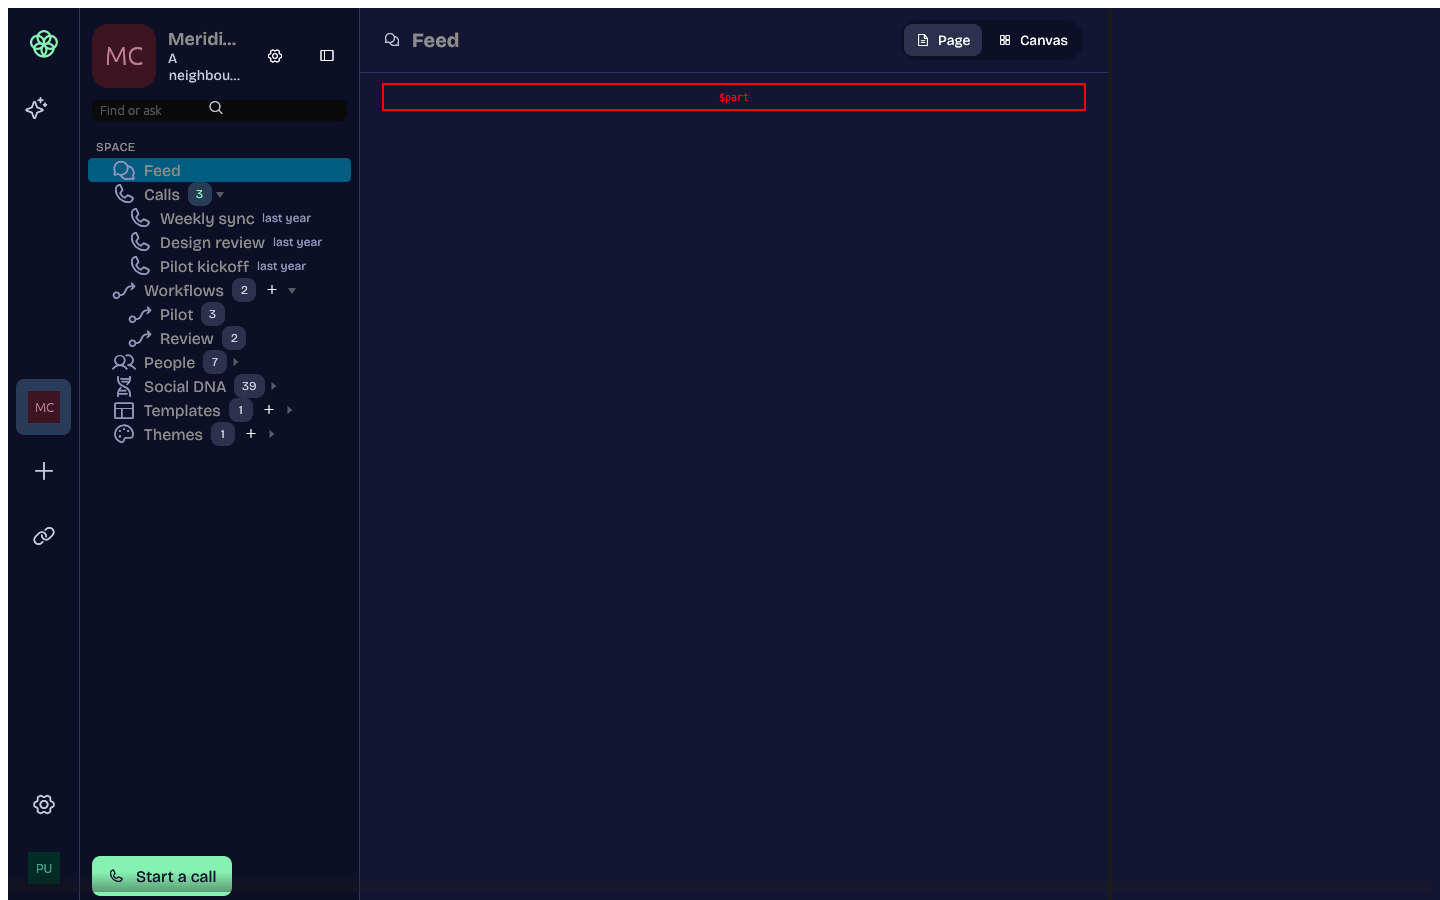 MC
Meridi...
A
neighbou...
Find or ask
SPACE
Feed
Calls 3
Weekly sync last year
Design review last year
Pilot kickoff last year
Workflows 2 +
Pilot 3
Review 2
People 7
Social DNA 39
Templates 1 +
Themes 1 +
Start a call
MC
PU
Feed
Page
Canvas
$part